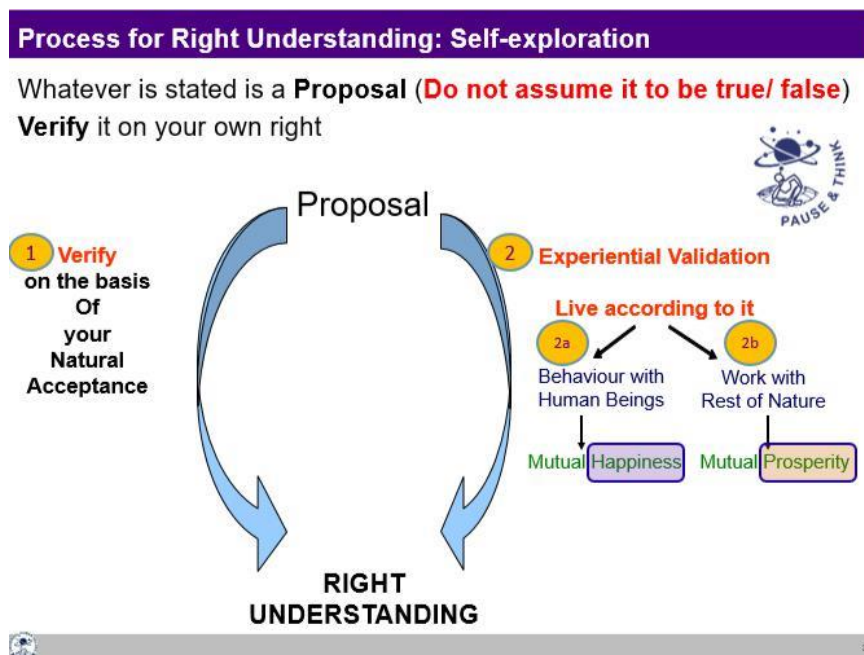 Process for Right Understanding: Self-exploration
Whatever is stated is a Proposal (Do not assume it to be true/ false)
Verify it on your own right
PAUSE & THINK
Proposal
1 Verify
on the basis
Of
your
Natural
Acceptance
2 Experiential Validation
Live according to it
2a
Behaviour with
Human Beings
Mutual Happiness
2b
Work with
Rest of Nature
Mutual Prosperity
RIGHT
UNDERSTANDING